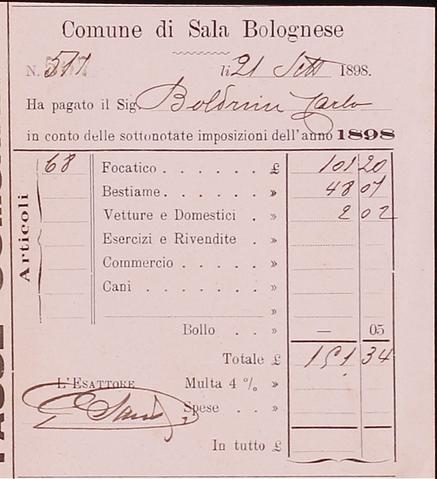 Comune di Sala Bolognese
N. 517 li 21 Sett 1898.
Ha pagato il Sig. Boldrini Carlo
in conto delle sottonotate imposizioni dell'anno 1898
Articoli
68 Focatico . . . . . . £ 101 20
Bestiame. . . . . . » 48 07
Vetture e Domestici . » 2 02
Esercizi e Rivendite . »
Commercio . . . . . »
Cani . . . . . . . »
»
Bollo . . » — 05
Totale £ 151 34
L'ESATTORE Multa 4 % »
Spese . . »
In tutto £